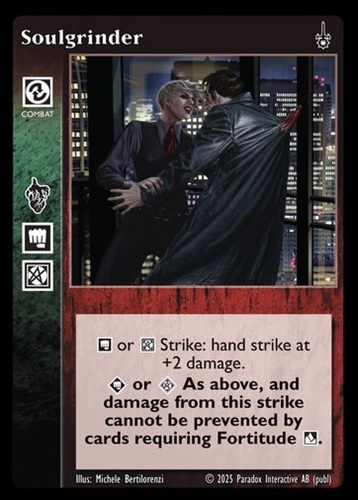 Soulgrinder
COMBAT
or Strike: hand strike at
+2 damage.
or As above, and
damage from this strike
cannot be prevented by
cards requiring Fortitude .
Illus: Michele Bertilorenzi © 2025 Paradox Interactive AB (publ)